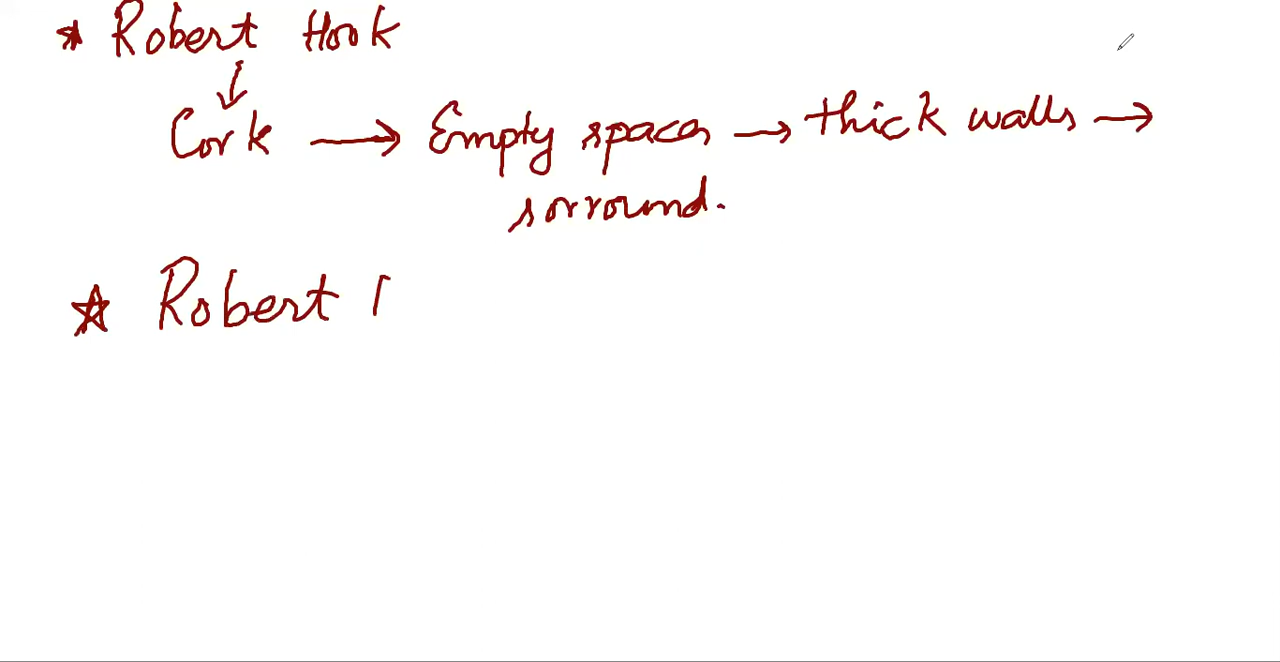 * Robert Hook
↓
Cork → Empty spaces → thick walls →
sorround.
☆ Robert